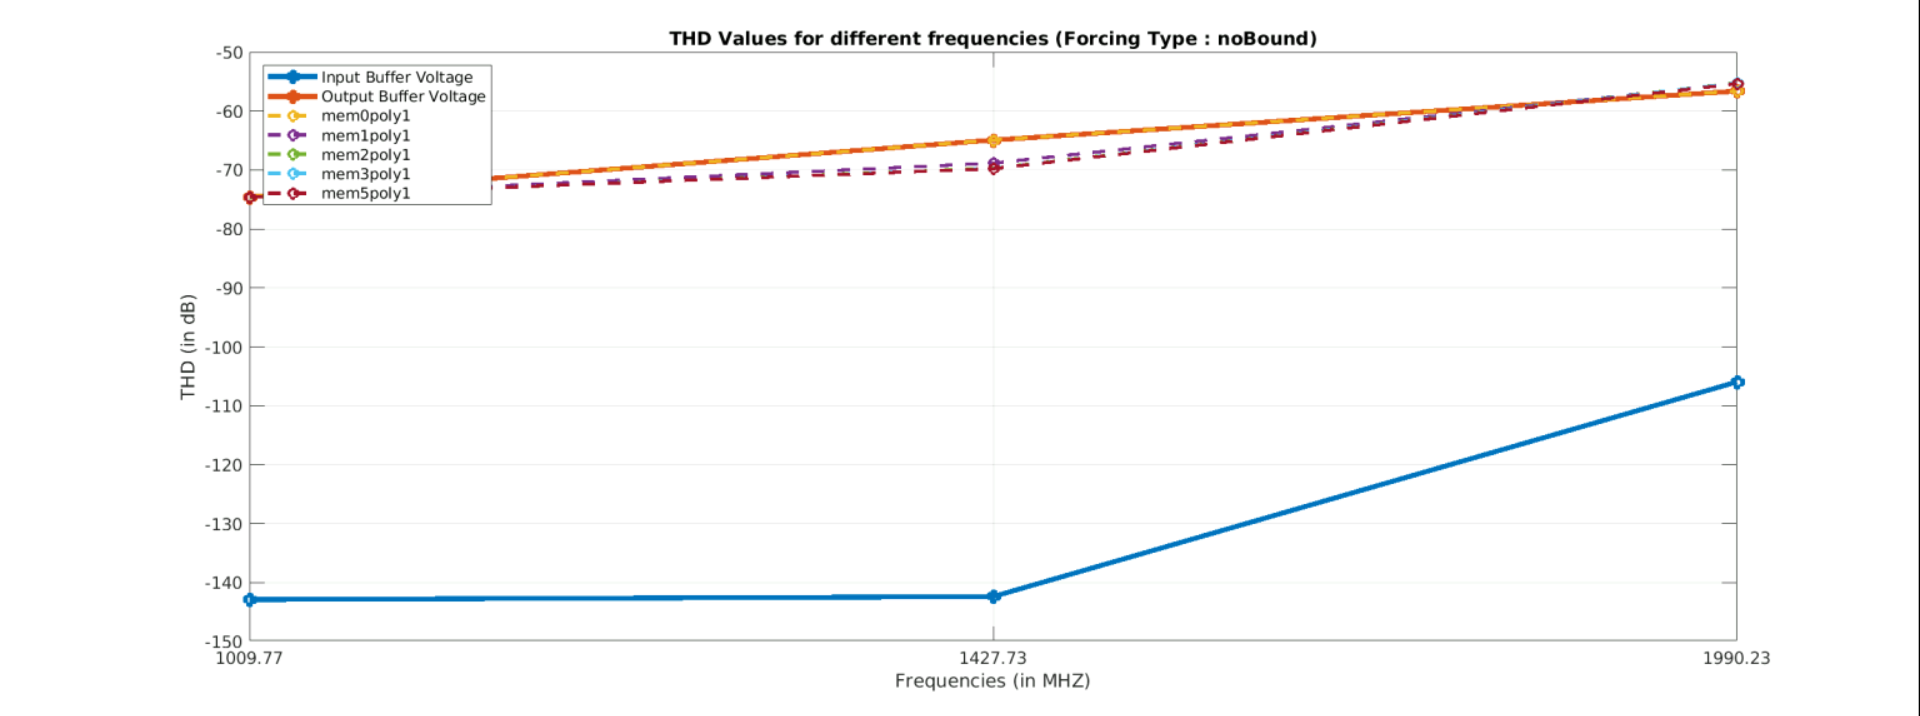 THD Values for different frequencies (Forcing Type : noBound)
-50
-60
-70
-80
-90
-100
-110
-120
-130
-140
-150
THD (in dB)
Input Buffer Voltage
Output Buffer Voltage
mem0poly1
mem1poly1
mem2poly1
mem3poly1
mem5poly1
1009.77
1427.73
1990.23
Frequencies (in MHZ)